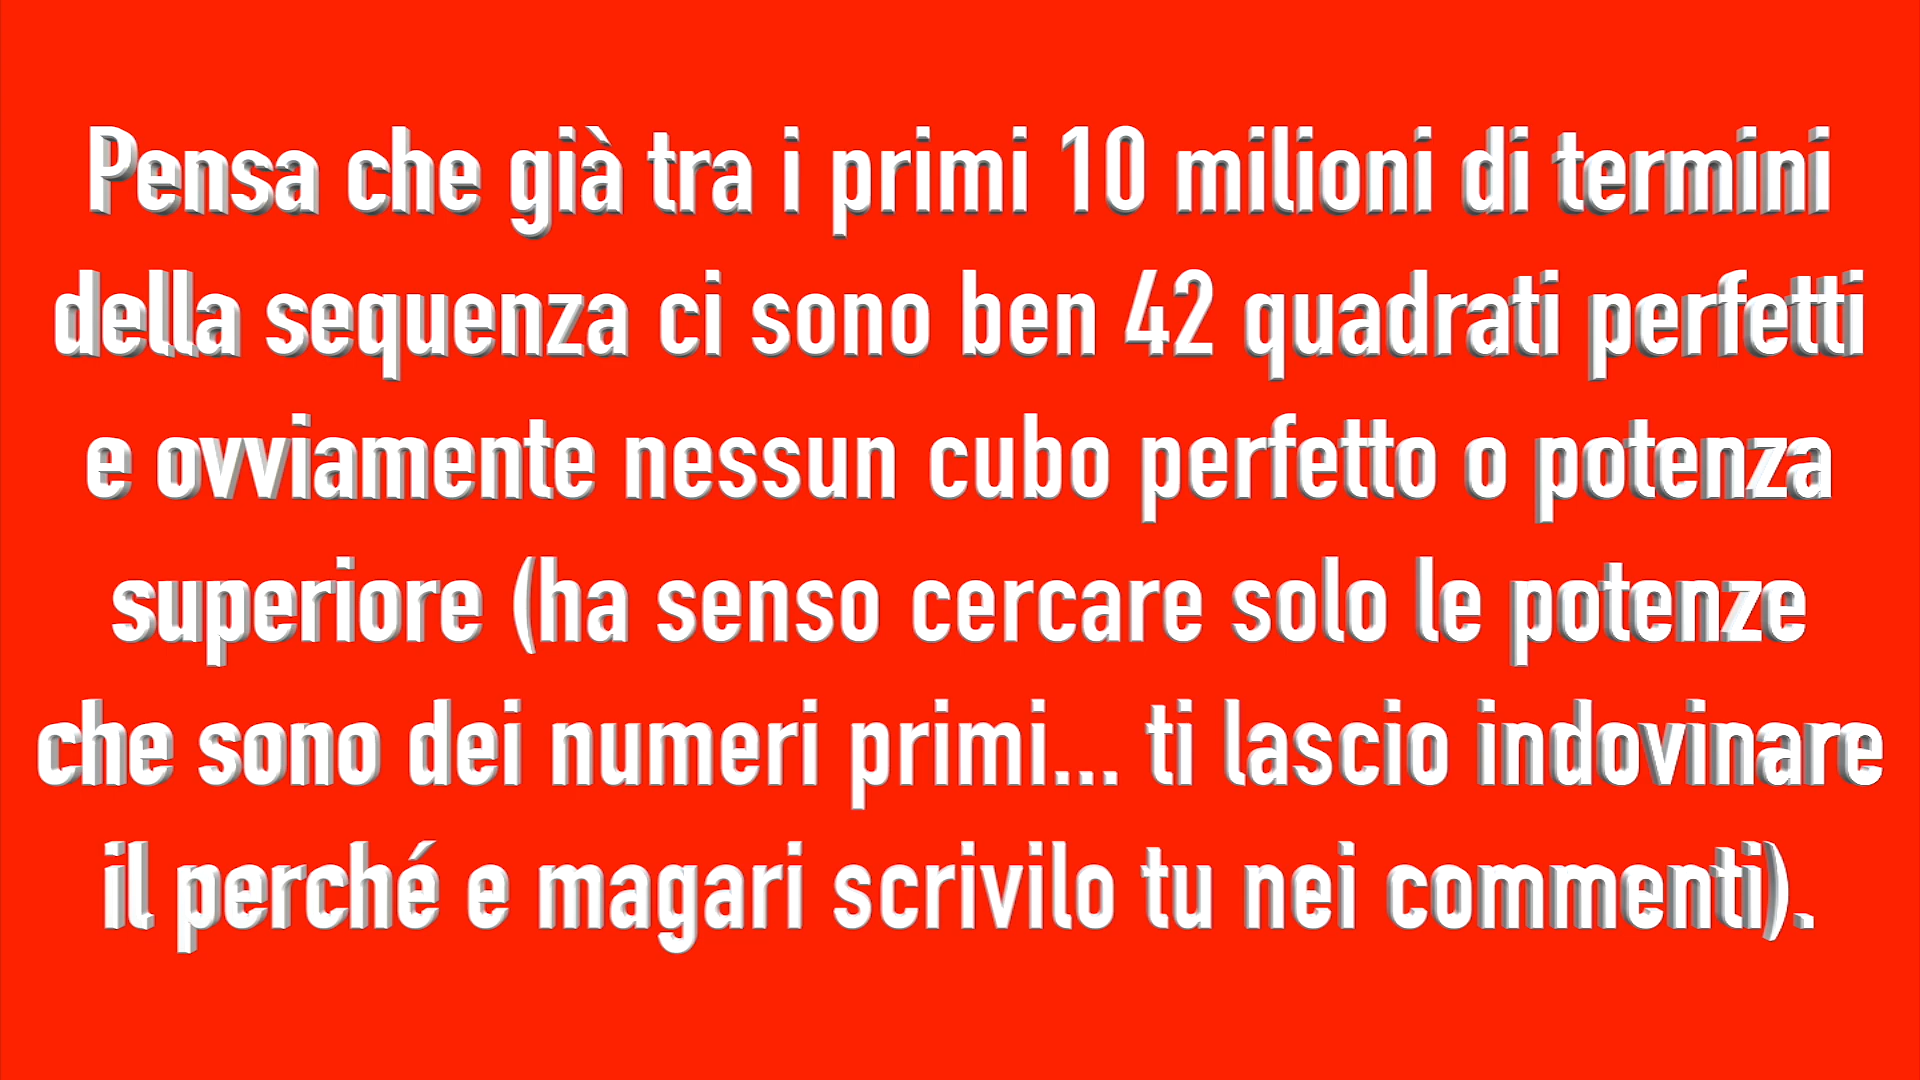 Pensa che già tra i primi 10 milioni di termini
della sequenza ci sono ben 42 quadrati perfetti
e ovviamente nessun cubo perfetto o potenza
superiore (ha senso cercare solo le potenze
che sono dei numeri primi... ti lascio indovinare
il perché e magari scrivilo tu nei commenti).